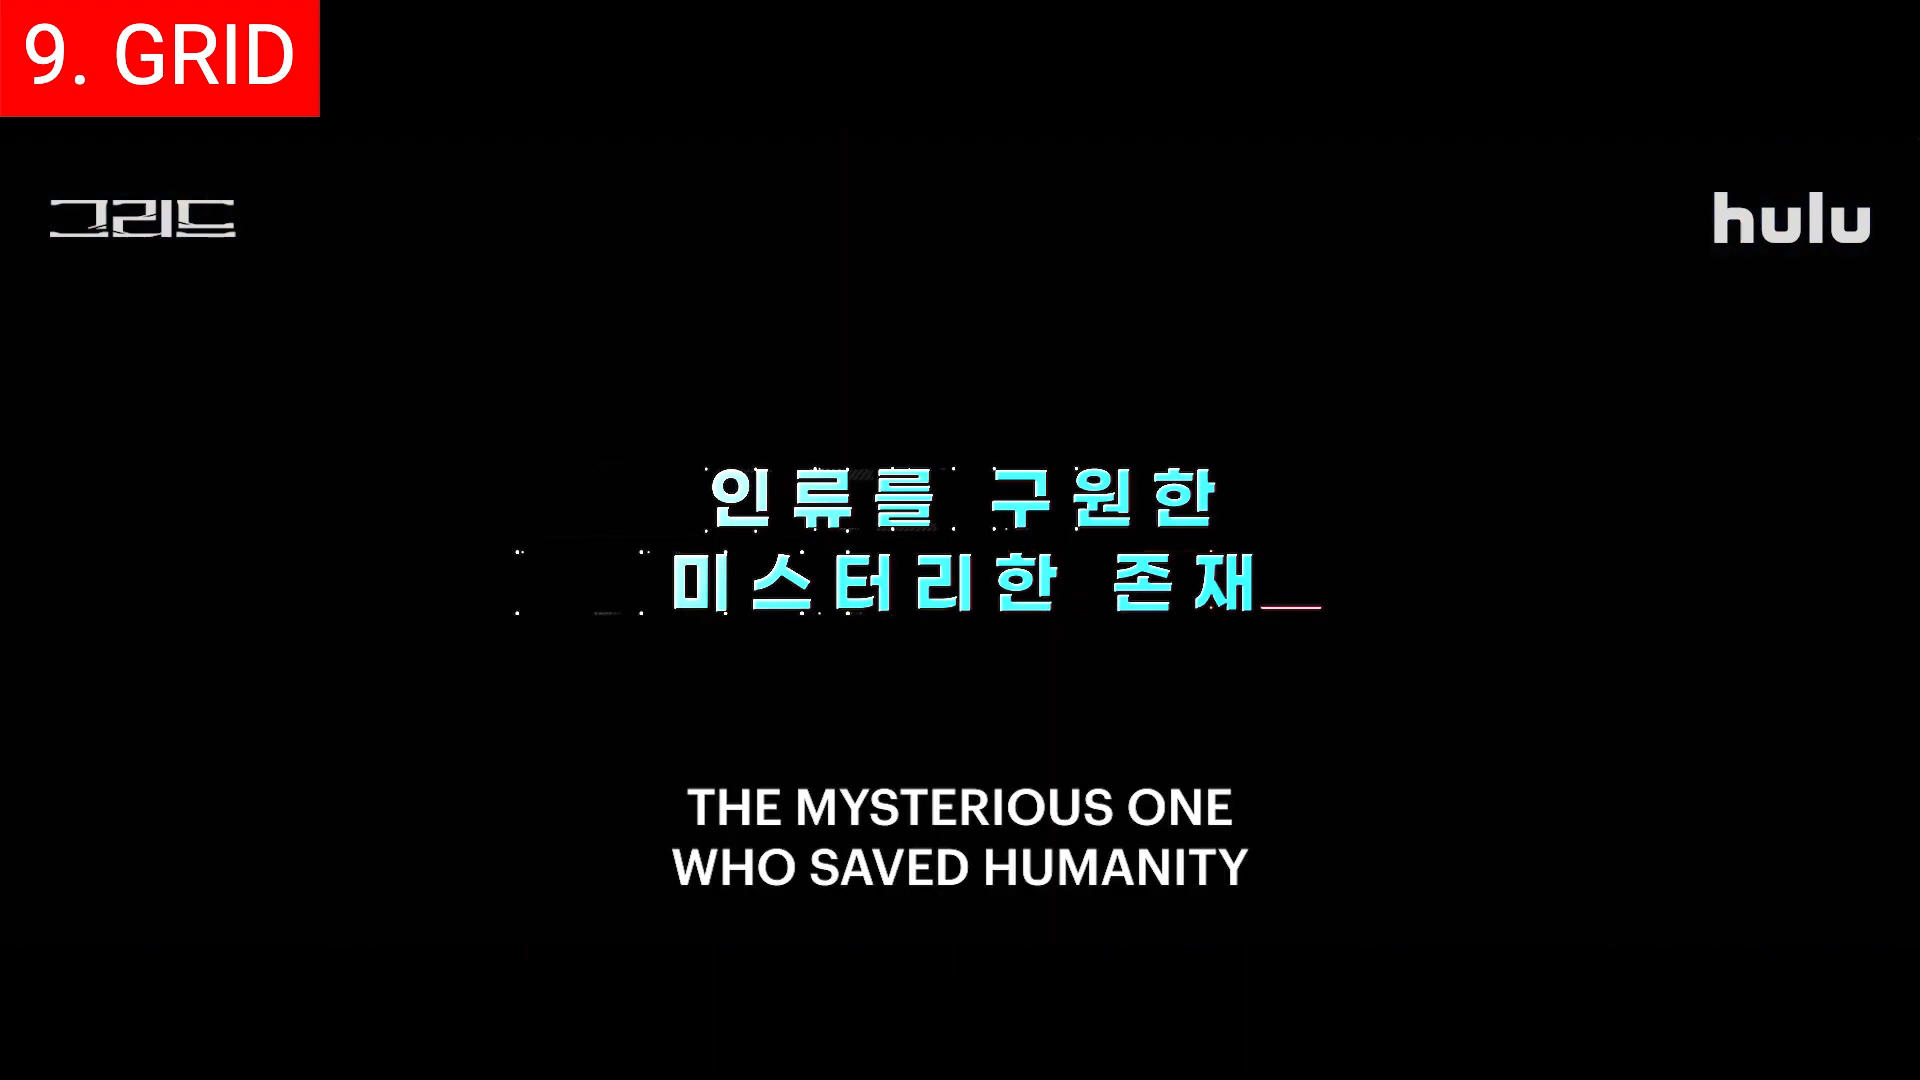 9. GRID
그리드
hulu
인류를 구원한
미스터리한 존재_
THE MYSTERIOUS ONE
WHO SAVED HUMANITY